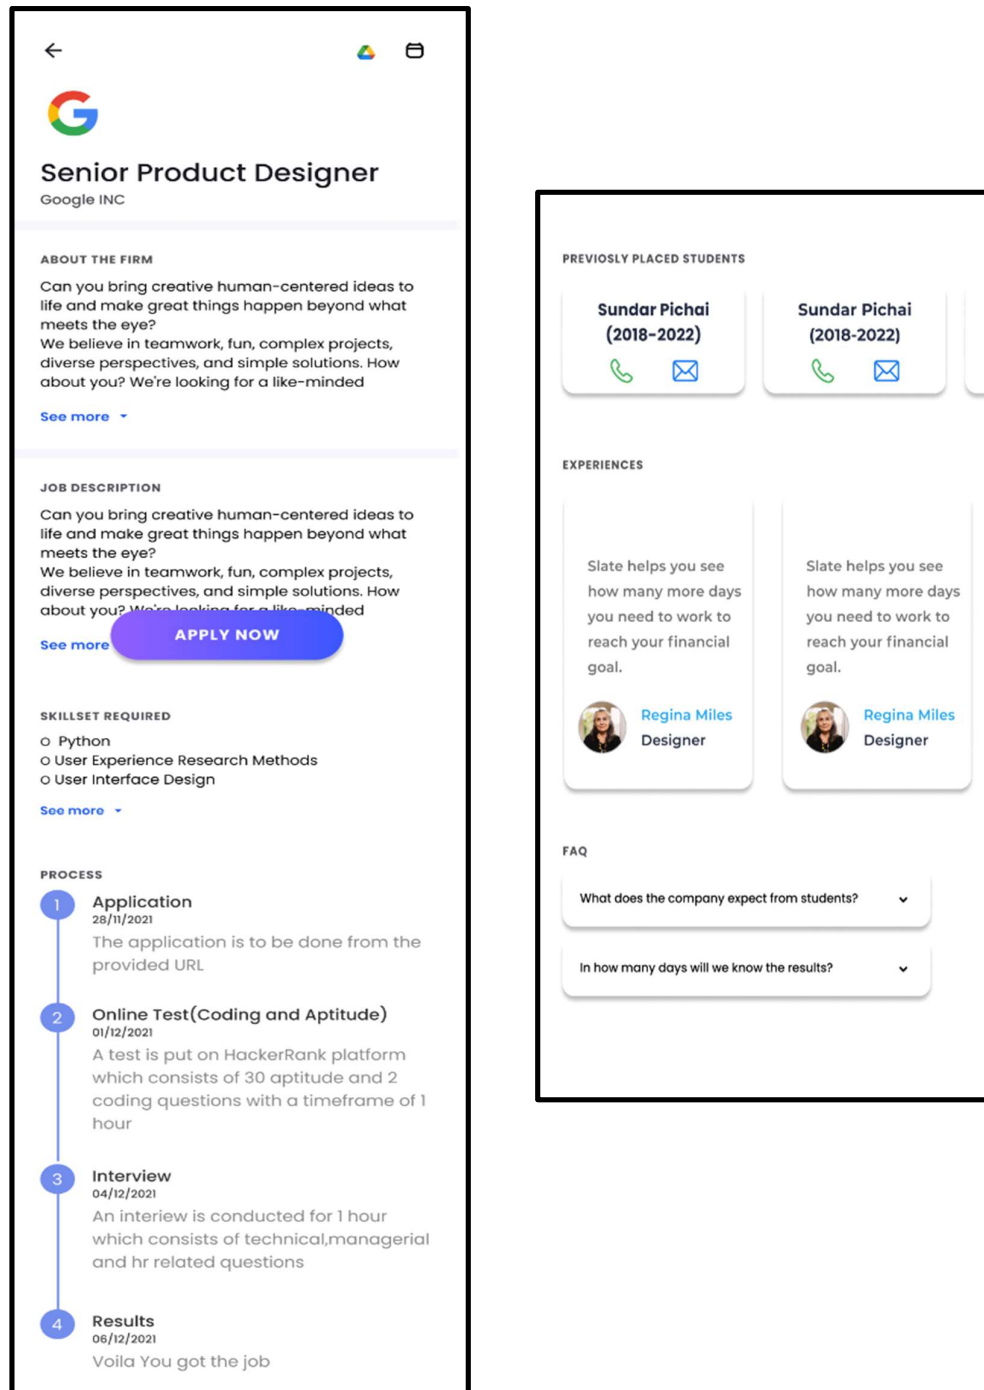 Senior Product Designer
Google INC
ABOUT THE FIRM
Can you bring creative human-centered ideas to
life and make great things happen beyond what
meets the eye?
We believe in teamwork, fun, complex projects,
diverse perspectives, and simple solutions. How
about you? We're looking for a like-minded
See more
JOB DESCRIPTION
Can you bring creative human-centered ideas to
life and make great things happen beyond what
meets the eye?
We believe in teamwork, fun, complex projects,
diverse perspectives, and simple solutions. How
about you? We're looking for a like-minded
See more
APPLY NOW
SKILLSET REQUIRED
Python
User Experience Research Methods
User Interface Design
See more
PROCESS
1
Application
28/11/2021
The application is to be done from the
provided URL
2
Online Test(Coding and Aptitude)
01/12/2021
A test is put on HackerRank platform
which consists of 30 aptitude and 2
coding questions with a timeframe of 1
hour
3
Interview
04/12/2021
An interiew is conducted for 1 hour
which consists of technical,managerial
and hr related questions
4
Results
06/12/2021
Voila You got the job
PREVIOSLY PLACED STUDENTS
Sundar Pichai
(2018-2022)
Sundar Pichai
(2018-2022)
EXPERIENCES
Slate helps you see
how many more days
you need to work to
reach your financial
goal.
Regina Miles
Designer
Slate helps you see
how many more days
you need to work to
reach your financial
goal.
Regina Miles
Designer
FAQ
What does the company expect from students?
In how many days will we know the results?